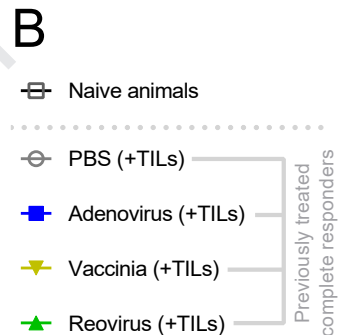 B
Naive animals
PBS (+TILs)
Adenovirus (+TILs)
Vaccinia (+TILs)
Reovirus (+TILs)
Previously treated
complete responders